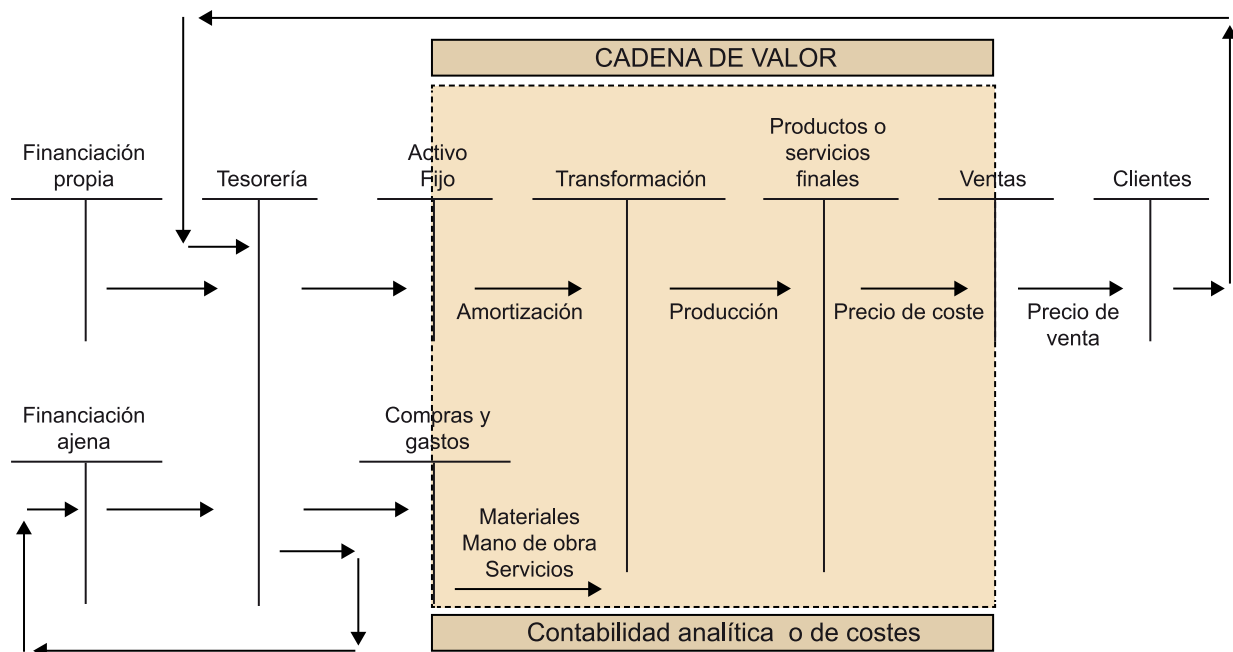 CADENA DE VALOR
Financiación
propia
Tesorería
Activo
Fijo
Transformación
Productos o
servicios
finales
Ventas
Clientes
Amortización
Producción
Precio de coste
Precio de
venta
Financiación
ajena
Compras y
gastos
Materiales
Mano de obra
Servicios
Contabilidad analítica o de costes